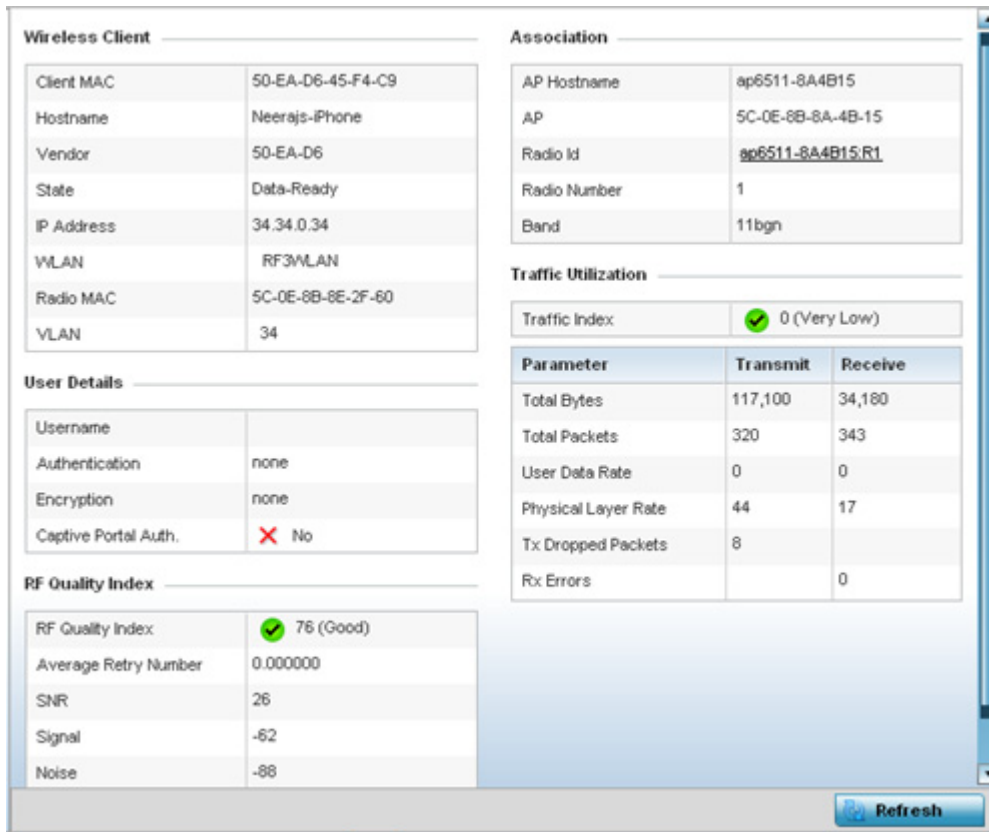 Wireless Client
Client MAC 50-EA-D6-45-F4-C9
Hostname Neerajs-iPhone
Vendor 50-EA-D6
State Data-Ready
IP Address 34.34.0.34
WLAN RF3WLAN
Radio MAC 5C-0E-8B-8E-2F-60
VLAN 34
User Details
Username
Authentication none
Encryption none
Captive Portal Auth. No
RF Quality Index
RF Quality Index 76 (Good)
Average Retry Number 0.000000
SNR 26
Signal -62
Noise -88
Association
AP Hostname ap6511-8A4B15
AP 5C-0E-8B-8A-4B-15
Radio Id ap6511-8A4B15:R1
Radio Number 1
Band 11bgn
Traffic Utilization
Traffic Index 0 (Very Low)
Parameter Transmit Receive
Total Bytes 117,100 34,180
Total Packets 320 343
User Data Rate 0 0
Physical Layer Rate 44 17
Tx Dropped Packets 8
Rx Errors 0
Refresh